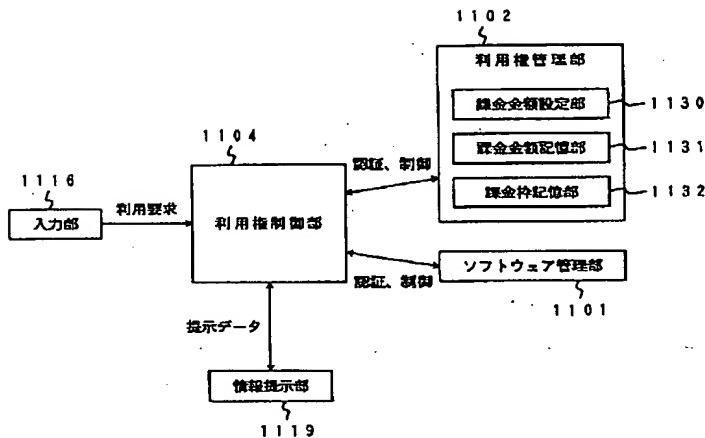 1102
利用権管理部
課金金額設定部
1130
1104
課金金額記憶部
1131
認証、制御
1116
課金枠記憶部
1132
利用要求
入力部
利用権制御部
ソフトウェア管理部
認証、制御
1101
提示データ
情報提示部
1119